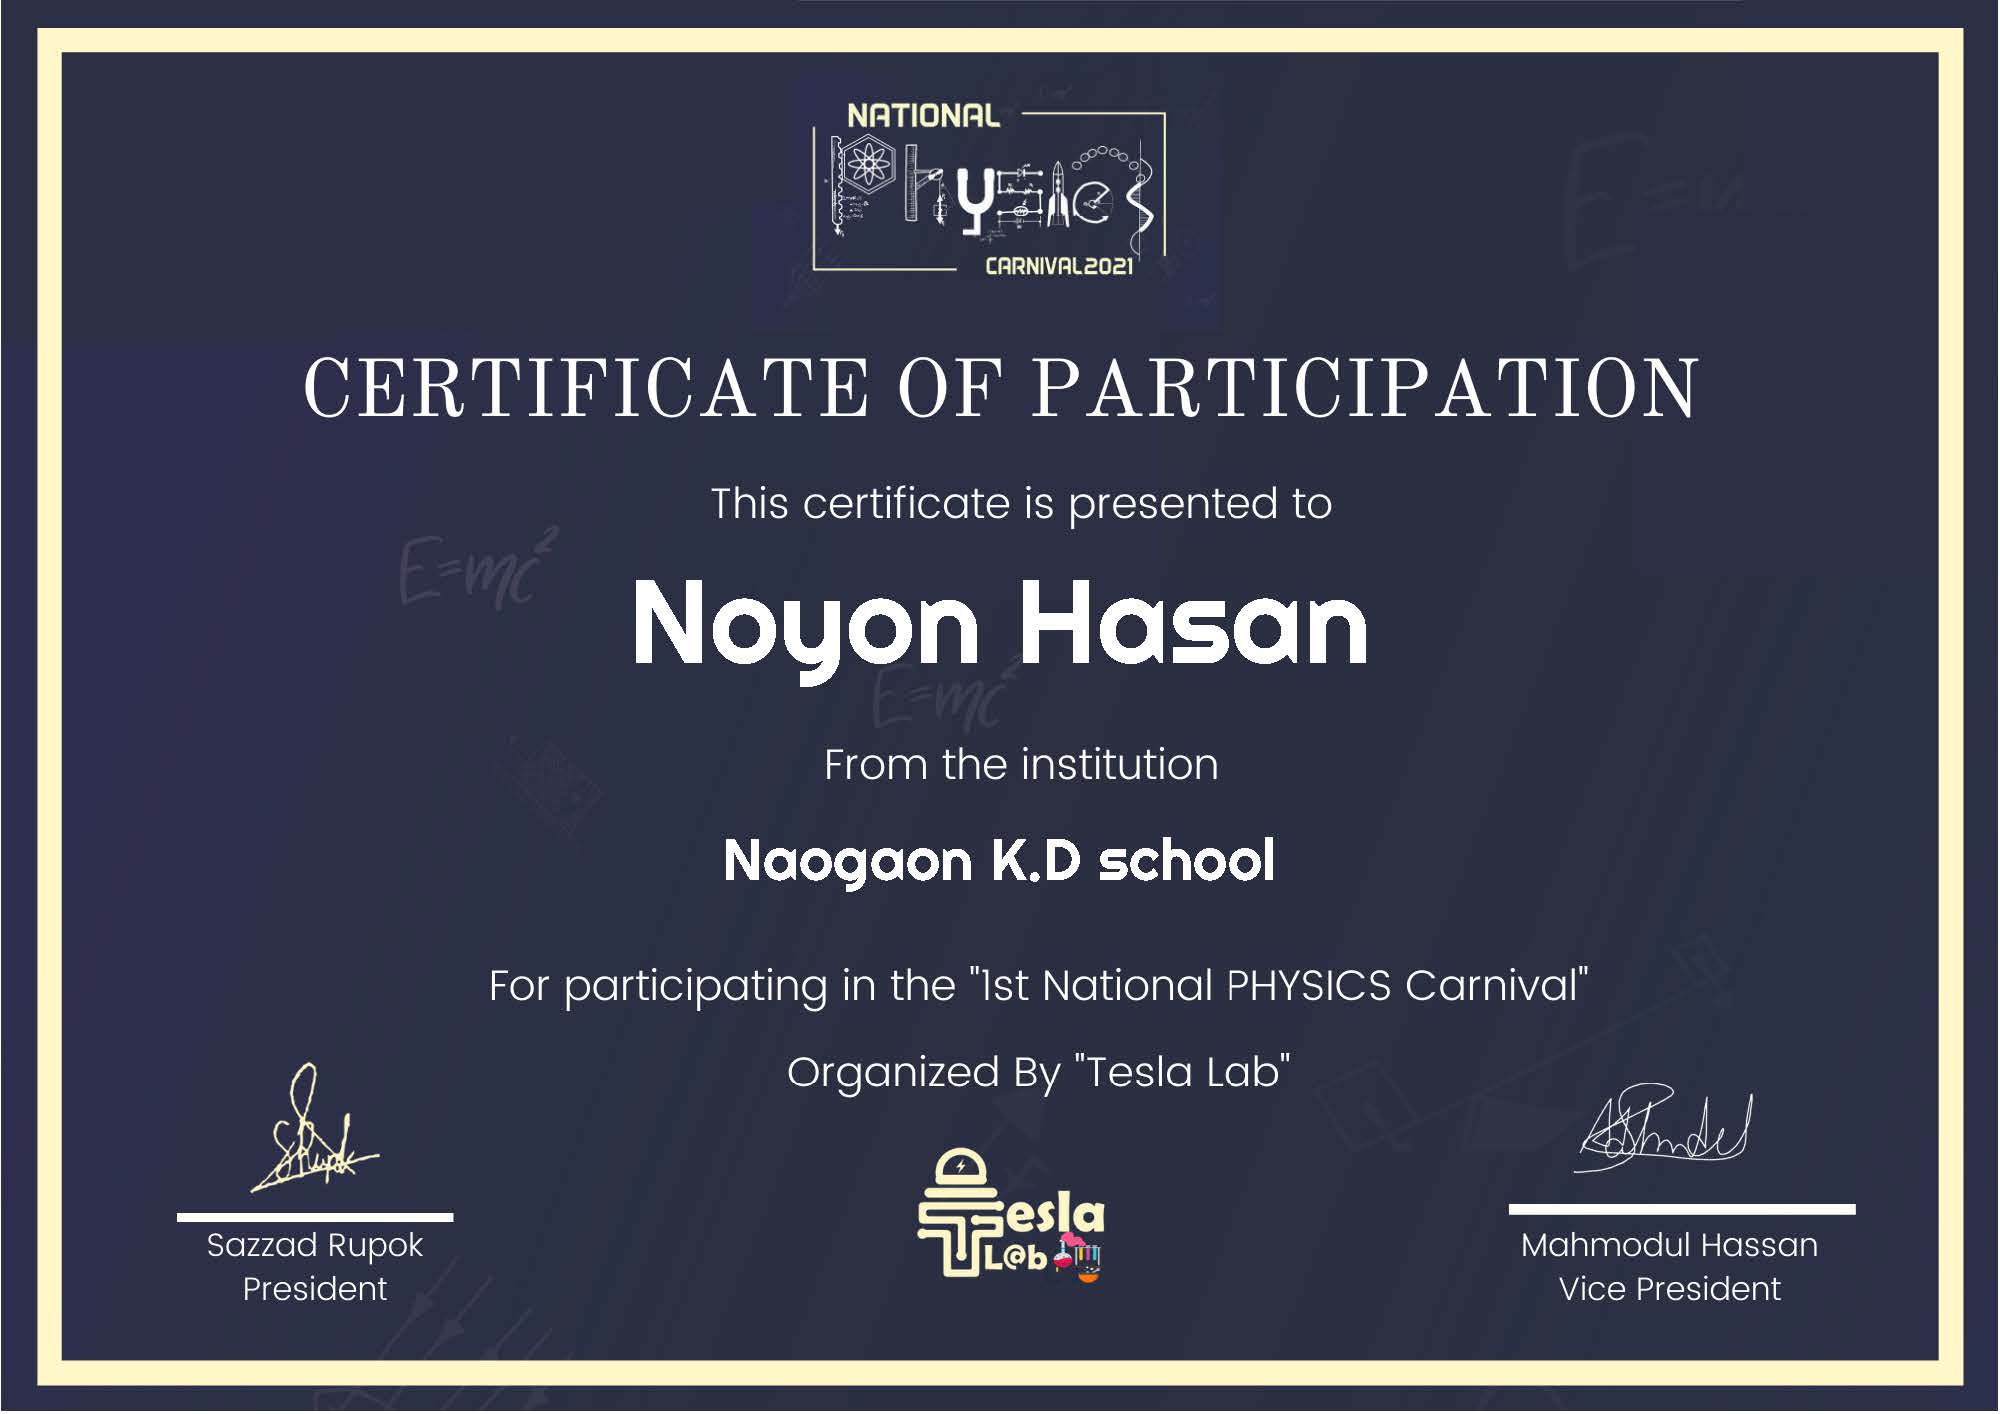 NATIONAL
Physics
CARNIVAL2021
CERTIFICATE OF PARTICIPATION
This certificate is presented to
E=mc²
Noyon Hasan
E=mc²
From the institution
Naogaon K.D school
For participating in the "1st National PHYSICS Carnival"
Organized By "Tesla Lab"
Tesla
L@b
Sazzad Rupok
President
Mahmodul Hassan
Vice President